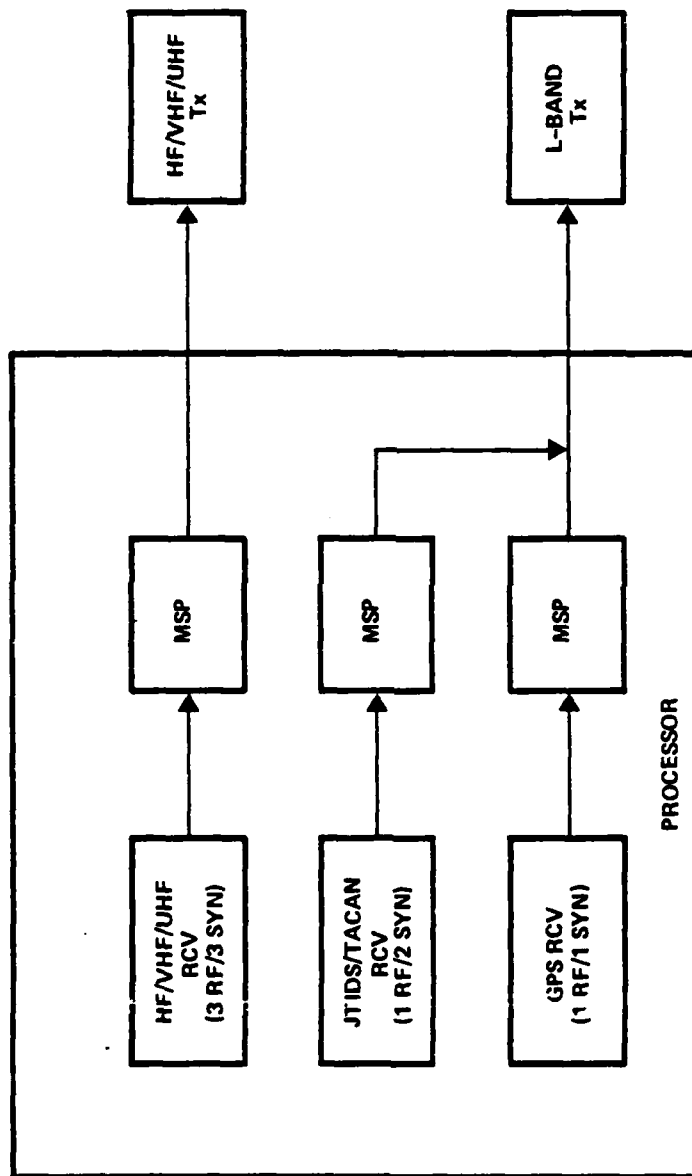 HF/VHF/UHF
RCV
(3 RF/3 SYN)
MSP
HF/VHF/UHF
Tx
JTIDS/TACAN
RCV
(1 RF/2 SYN)
MSP
GPS RCV
(1 RF/1 SYN)
MSP
L-BAND
Tx
PROCESSOR